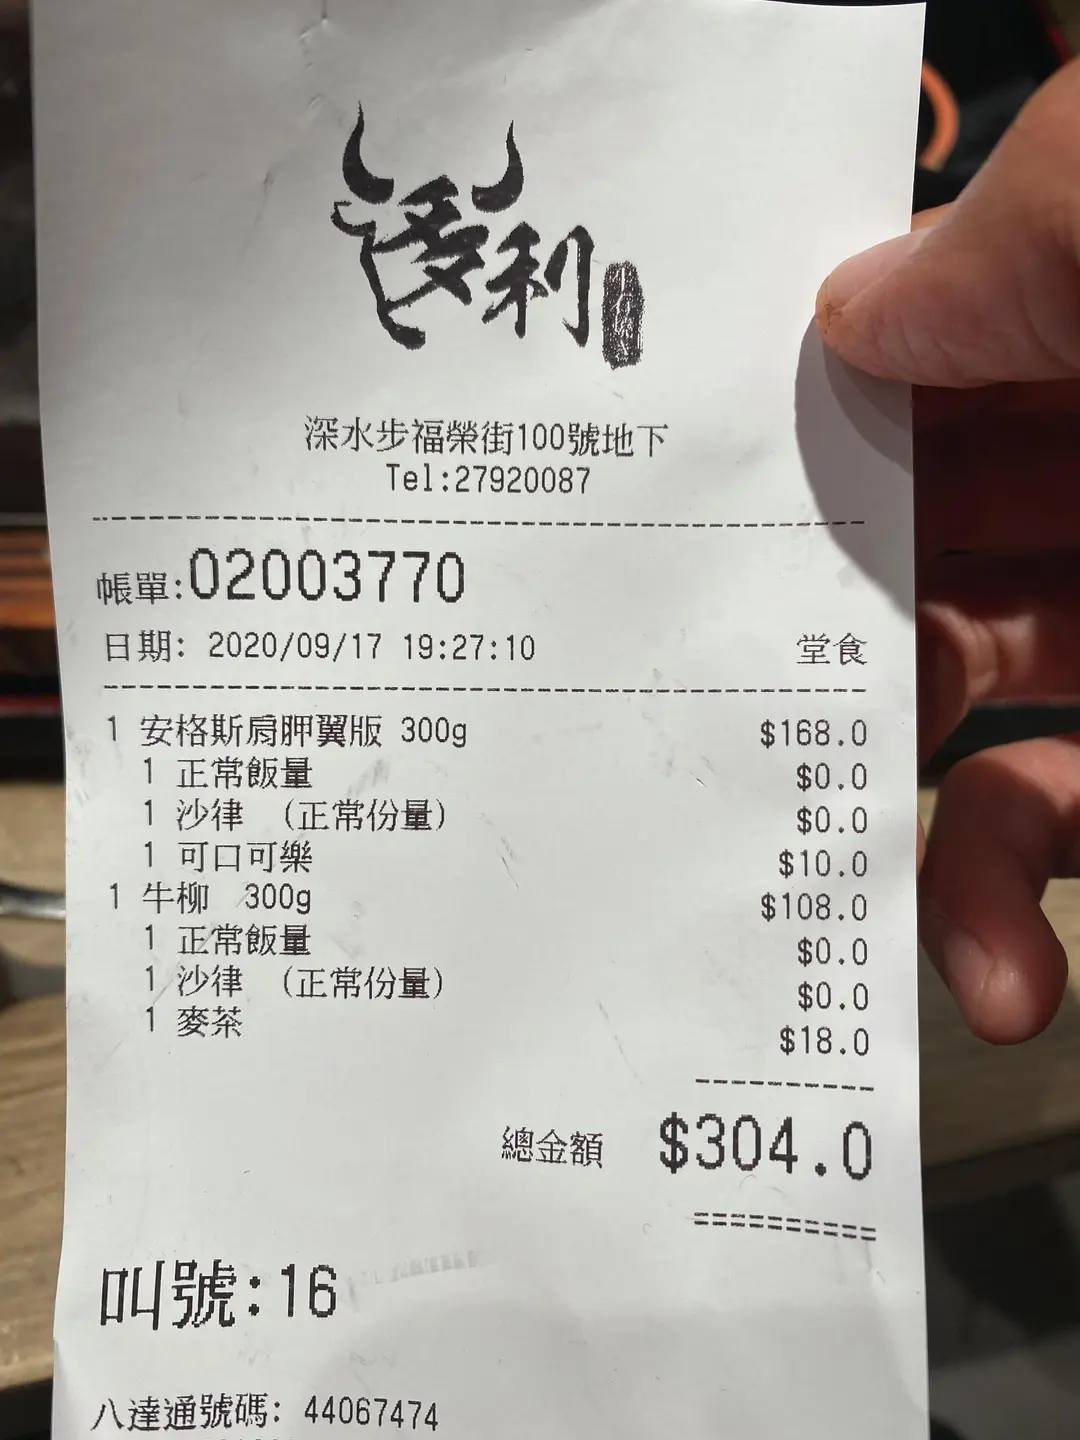 多利
深水步福榮街100號地下
Tel:27920087
帳單:02003770
日期: 2020/09/17 19:27:10 堂食
1 安格斯肩胛翼版 300g $168.0
1 正常飯量 $0.0
1 沙律 (正常份量) $0.0
1 可口可樂 $10.0
1 牛柳 300g $108.0
1 正常飯量 $0.0
1 沙律 (正常份量) $0.0
1 麥茶 $18.0
總金額 $304.0
叫號:16
八達通號碼: 44067474